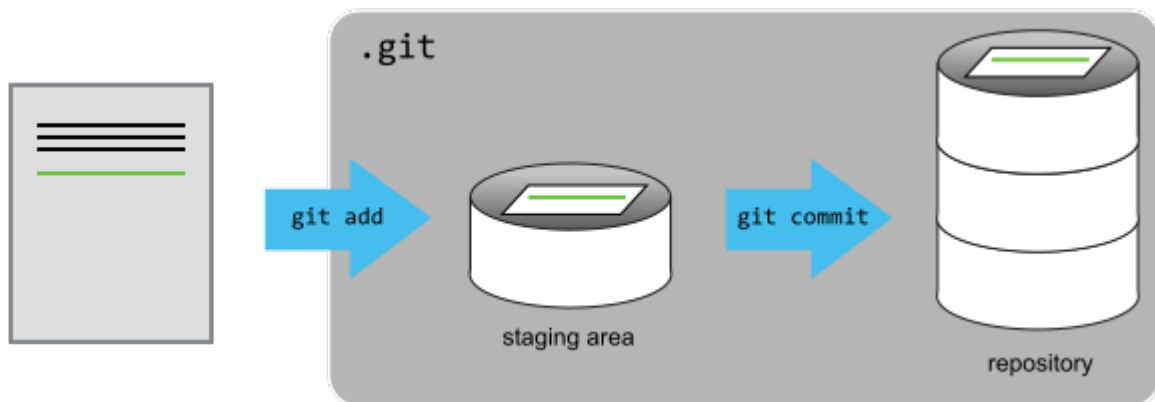 .git
git add
git commit
staging area
repository